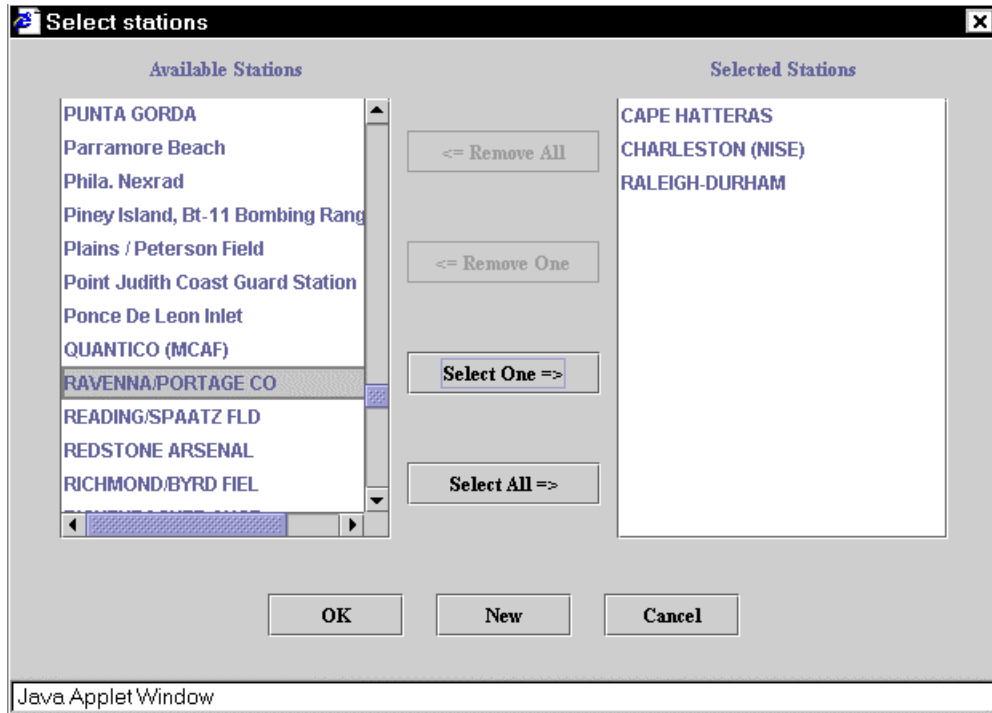 Select stations
Available Stations
Selected Stations
PUNTA GORDA
Parramore Beach
Phila. Nexrad
Piney Island, Bt-11 Bombing Rang
Plains / Peterson Field
Point Judith Coast Guard Station
Ponce De Leon Inlet
QUANTICO (MCAF)
RAVENNA/PORTAGE CO
READING/SPAATZ FLD
REDSTONE ARSENAL
RICHMOND/BYRD FIEL
<= Remove All
<= Remove One
Select One =>
Select All =>
CAPE HATTERAS
CHARLESTON (NISE)
RALEIGH-DURHAM
OK
New
Cancel
Java Applet Window